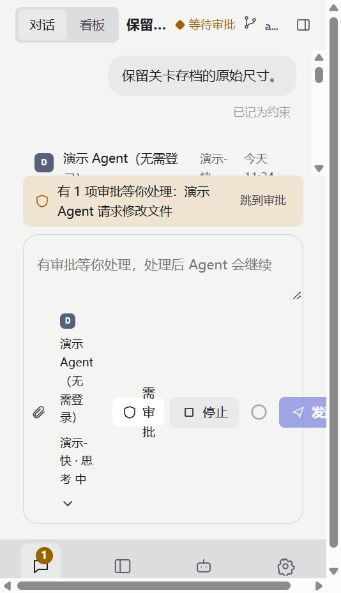 对话 看板 保留... 等待审批 a...
保留关卡存档的原始尺寸。
已记为约束
D 演示 Agent（无需登 演示- 今天
有 1 项审批等你处理：演示
Agent 请求修改文件
跳到审批
有审批等你处理，处理后 Agent 会继续
D
演示
Agent
（无
需登
录）
演示-
快 · 思
考 中
需
审
批
停止
发
1